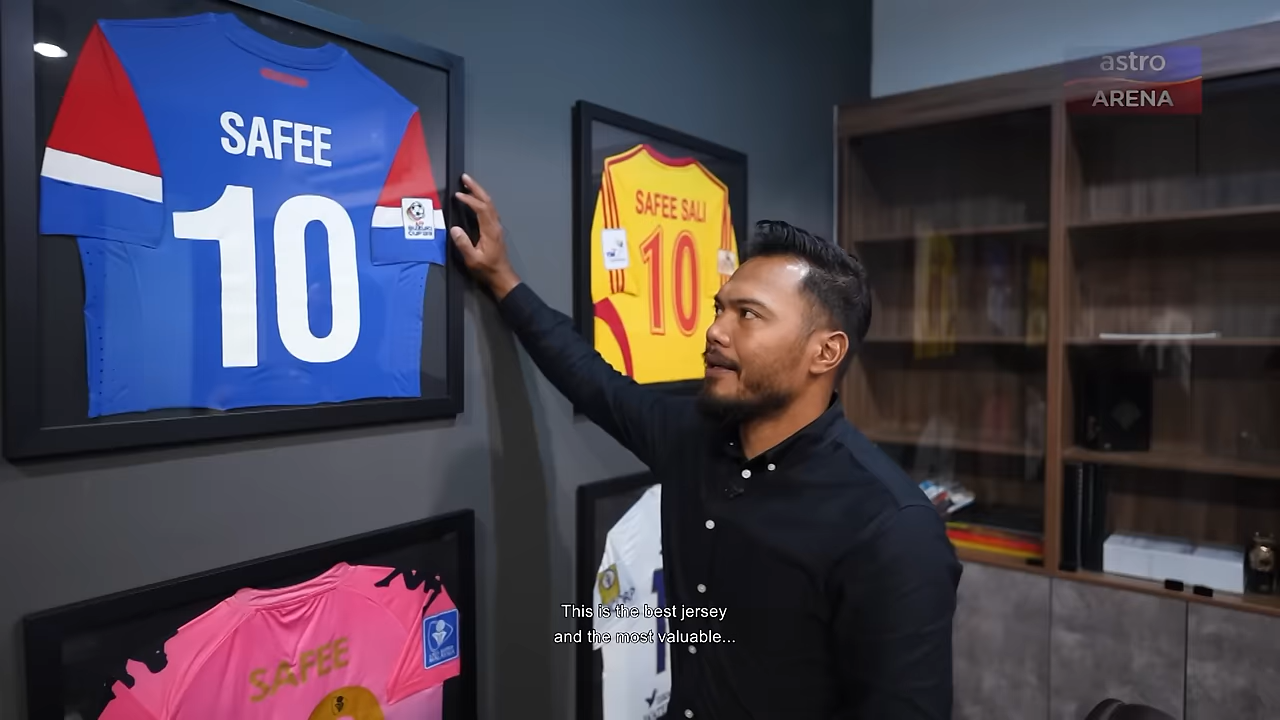 SAFEE
10
SAFEE SALI
10
astro
ARENA
SAFEE
This is the best jersey
and the most valuable...